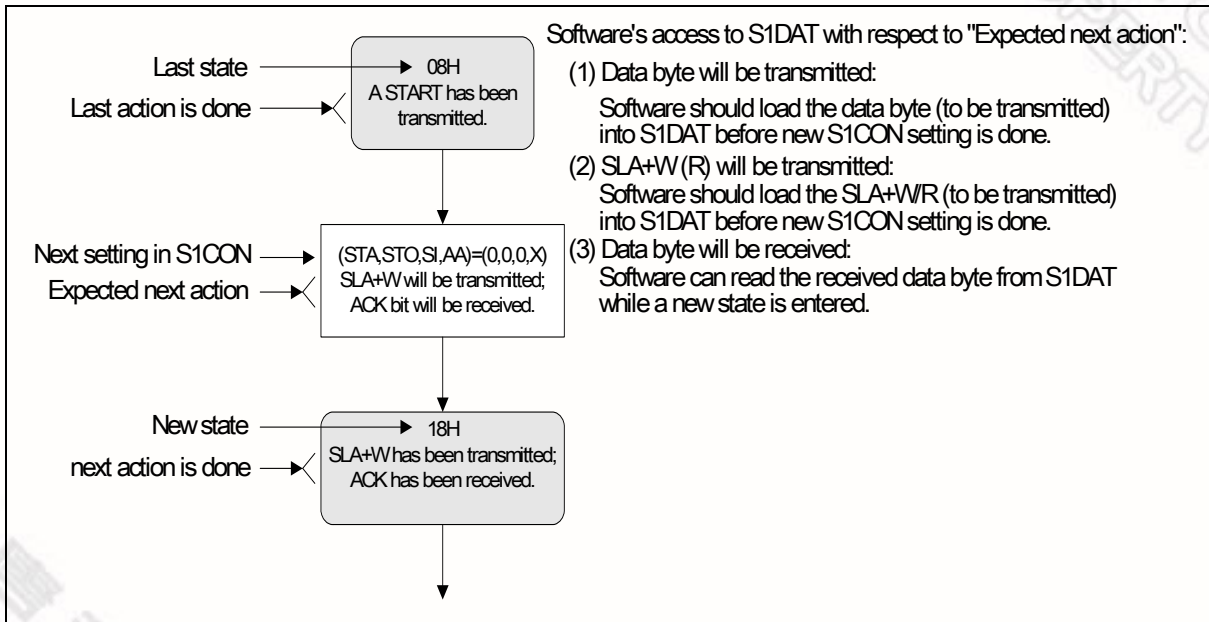 Last state
Last action is done
08H
A START has been
transmitted.
Next setting in S1CON
Expected next action
(STA,STO,SI,AA)=(0,0,0,X)
SLA+W will be transmitted;
ACK bit will be received.
New state
next action is done
18H
SLA+W has been transmitted;
ACK has been received.
Software's access to S1DAT with respect to "Expected next action":
(1) Data byte will be transmitted:
Software should load the data byte (to be transmitted)
into S1DAT before new S1CON setting is done.
(2) SLA+W (R) will be transmitted:
Software should load the SLA+W/R (to be transmitted)
into S1DAT before new S1CON setting is done.
(3) Data byte will be received:
Software can read the received data byte from S1DAT
while a new state is entered.